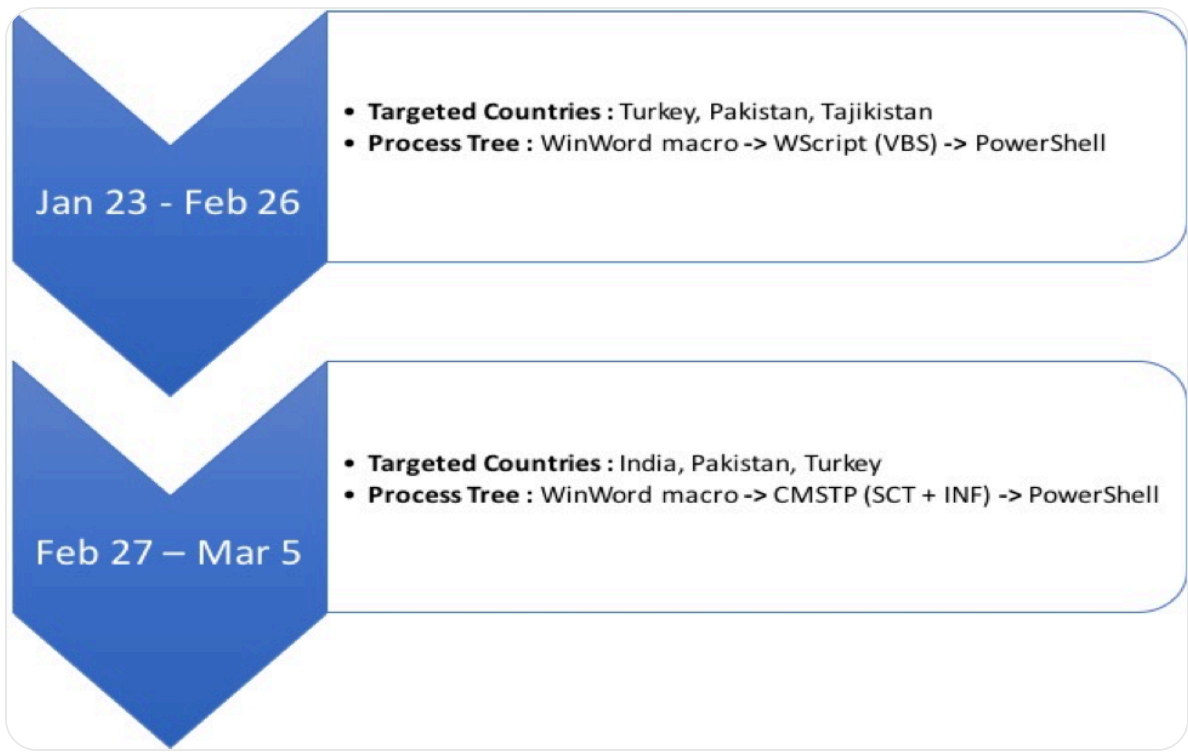 Jan 23 - Feb 26
• Targeted Countries : Turkey, Pakistan, Tajikistan
• Process Tree : WinWord macro -> WScript (VBS) -> PowerShell
Feb 27 – Mar 5
• Targeted Countries : India, Pakistan, Turkey
• Process Tree : WinWord macro -> CMSTP (SCT + INF) -> PowerShell